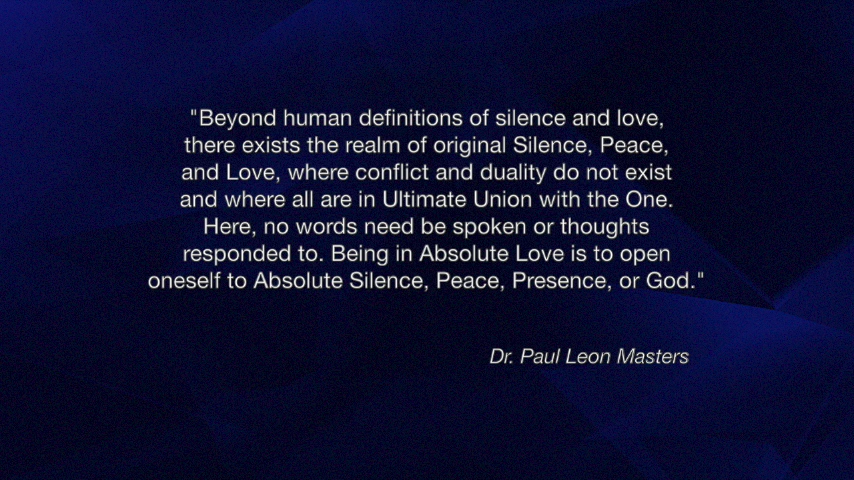 "Beyond human definitions of silence and love,
there exists the realm of original Silence, Peace,
and Love, where conflict and duality do not exist
and where all are in Ultimate Union with the One.
Here, no words need be spoken or thoughts
responded to. Being in Absolute Love is to open
oneself to Absolute Silence, Peace, Presence, or God."
Dr. Paul Leon Masters